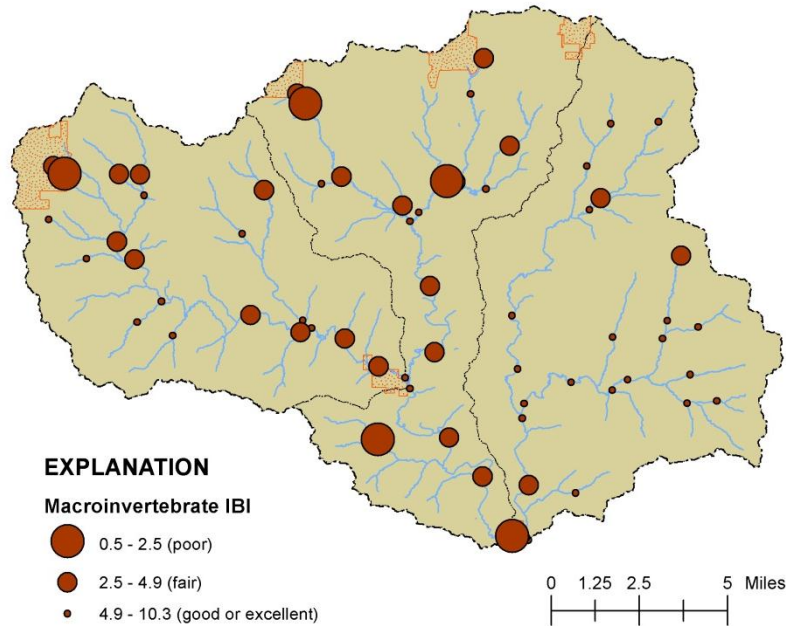 EXPLANATION
Macroinvertebrate IBI
0.5 - 2.5 (poor)
2.5 - 4.9 (fair)
4.9 - 10.3 (good or excellent)
0 1.25 2.5 5 Miles